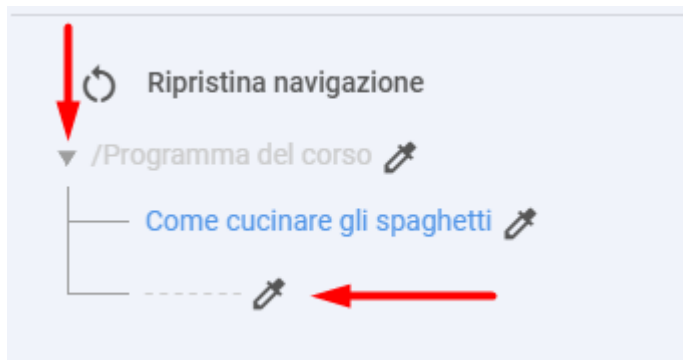 Ripristina navigazione
/Programma del corso
Come cucinare gli spaghetti